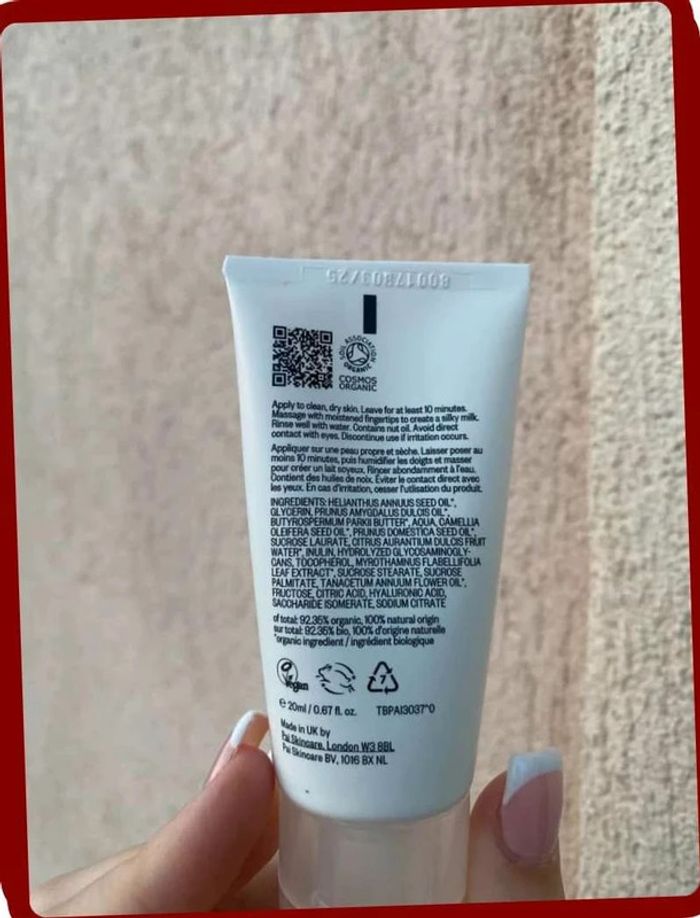 SOIL ASSOCIATION
ORGANIC
COSMOS
ORGANIC
Apply to clean, dry skin. Leave for at least 10 minutes.
Massage with moistened fingertips to create a silky milk.
Rinse well with water. Contains nut oil. Avoid direct
contact with eyes. Discontinue use if irritation occurs.
Appliquer sur une peau propre et sèche. Laisser poser au
moins 10 minutes, puis humidifier les doigts et masser
pour créer un lait soyeux. Rincer abondamment à l'eau.
Contient des huiles de noix. Éviter le contact direct avec
les yeux. En cas d'irritation, cesser l'utilisation du produit.
INGREDIENTS: HELIANTHUS ANNUUS SEED OIL*,
GLYCERIN, PRUNUS AMYGDALUS DULCIS OIL*,
BUTYROSPERMUM PARKII BUTTER*, AQUA, CAMELLIA
OLEIFERA SEED OIL*, PRUNUS DOMESTICA SEED OIL*,
SUCROSE LAURATE, CITRUS AURANTIUM DULCIS FRUIT
WATER*, INULIN, HYDROLYZED GLYCOSAMINOGLY-
CANS, TOCOPHEROL, MYROTHAMNUS FLABELLIFOLIA
LEAF EXTRACT*, SUCROSE STEARATE, SUCROSE
PALMITATE, TANACETUM ANNUUM FLOWER OIL*,
FRUCTOSE, CITRIC ACID, HYALURONIC ACID,
SACCHARIDE ISOMERATE, SODIUM CITRATE
of total: 92.35% organic, 100% natural origin
sur total: 92.35% bio, 100% d'origine naturelle
*organic ingredient / ingrédient biologique
Vegan
7
e 20ml / 0.67 fl. oz. TBPAI3037*0
Made in UK by
Pai Skincare, London W3 8BL
Pai Skincare BV, 1016 BX NL